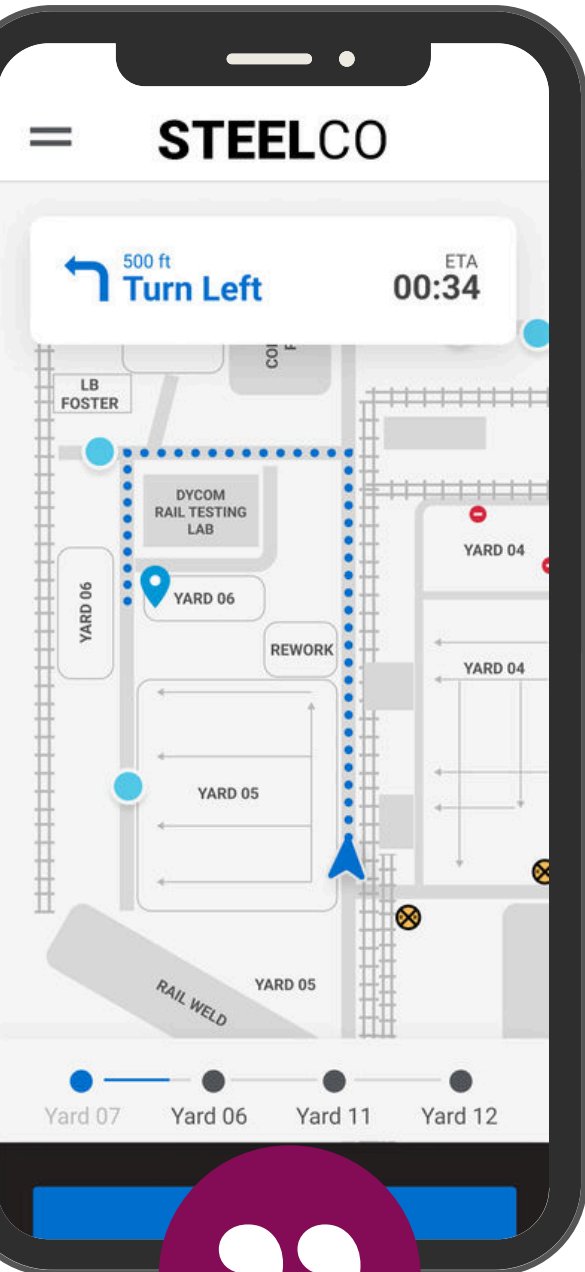 STEELCO
500 ft
Turn Left
ETA
00:34
LB
FOSTER
DYCOM
RAIL TESTING
LAB
YARD 04
YARD 06
YARD 06
REWORK
YARD 04
YARD 05
YARD 05
RAIL WELD
Yard 07 Yard 06 Yard 11 Yard 12